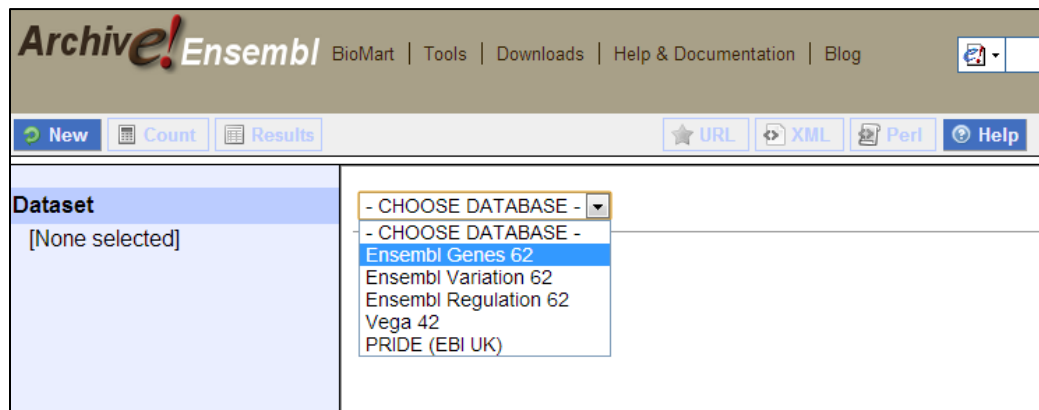 Archive! Ensembl BioMart | Tools | Downloads | Help & Documentation | Blog
New Count Results URL XML Perl Help
Dataset
[None selected]
- CHOOSE DATABASE -
- CHOOSE DATABASE -
Ensembl Genes 62
Ensembl Variation 62
Ensembl Regulation 62
Vega 42
PRIDE (EBI UK)